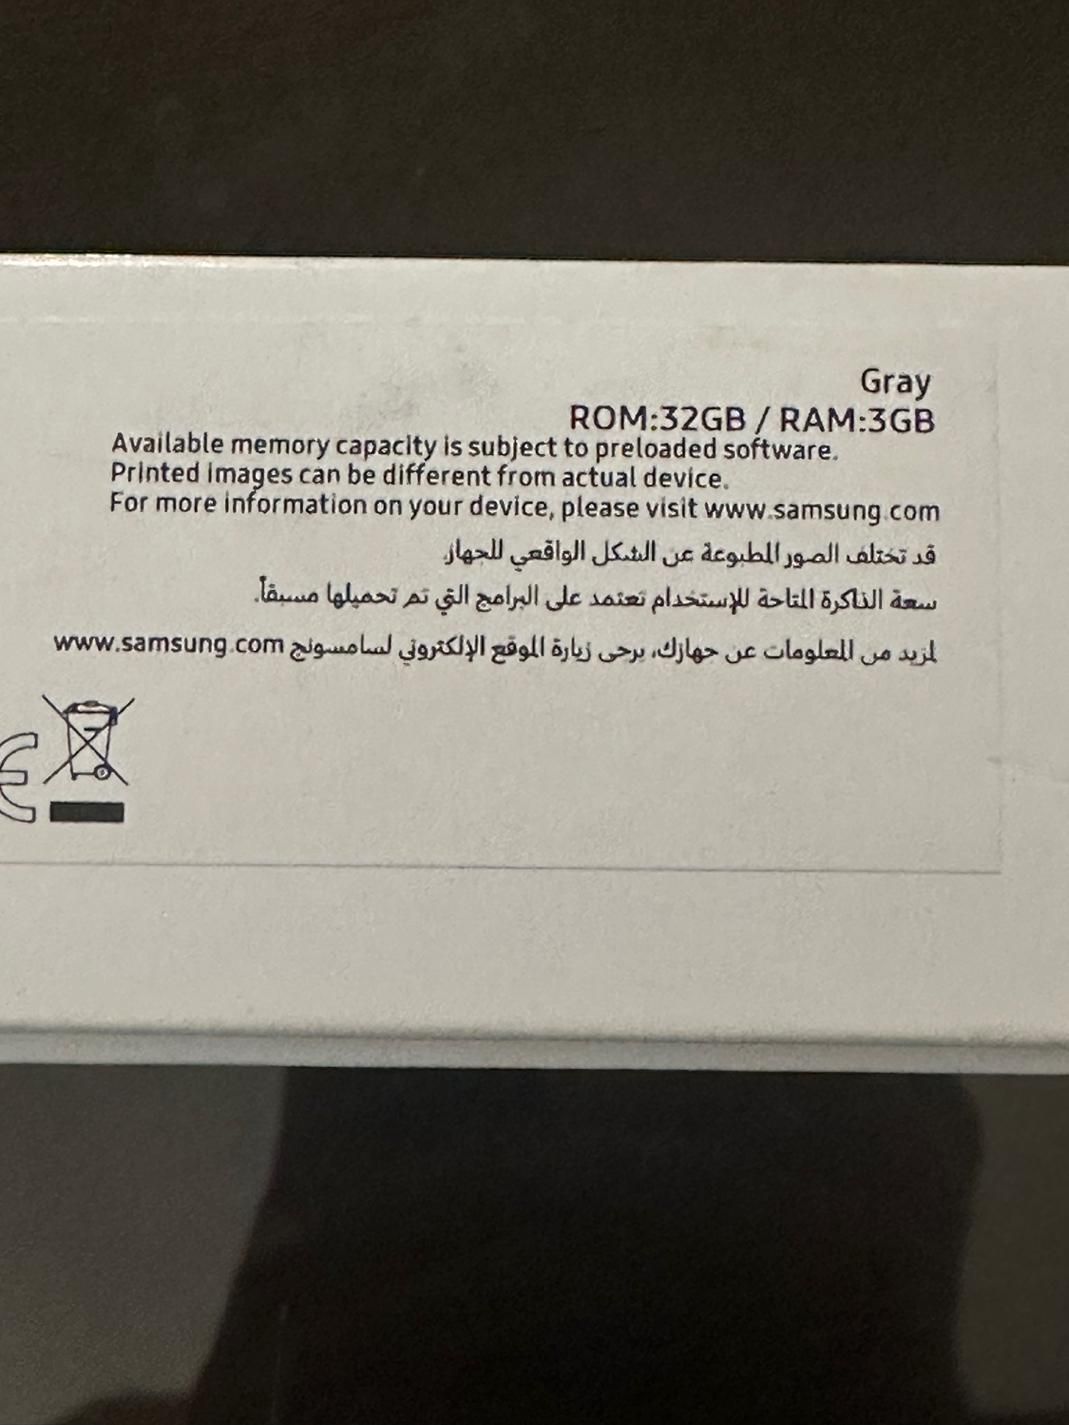 Gray
ROM:32GB / RAM:3GB
Available memory capacity is subject to preloaded software.
Printed images can be different from actual device.
For more information on your device, please visit www.samsung.com
قد تختلف الصور المطبوعة عن الشكل الواقعي للجهاز.
سعة الذاكرة المتاحة للإستخدام تعتمد على البرامج التي تم تحميلها مسبقاً.
لمزيد من المعلومات عن جهازك، يرجى زيارة الموقع الإلكتروني لسامسونج www.samsung.com
CE